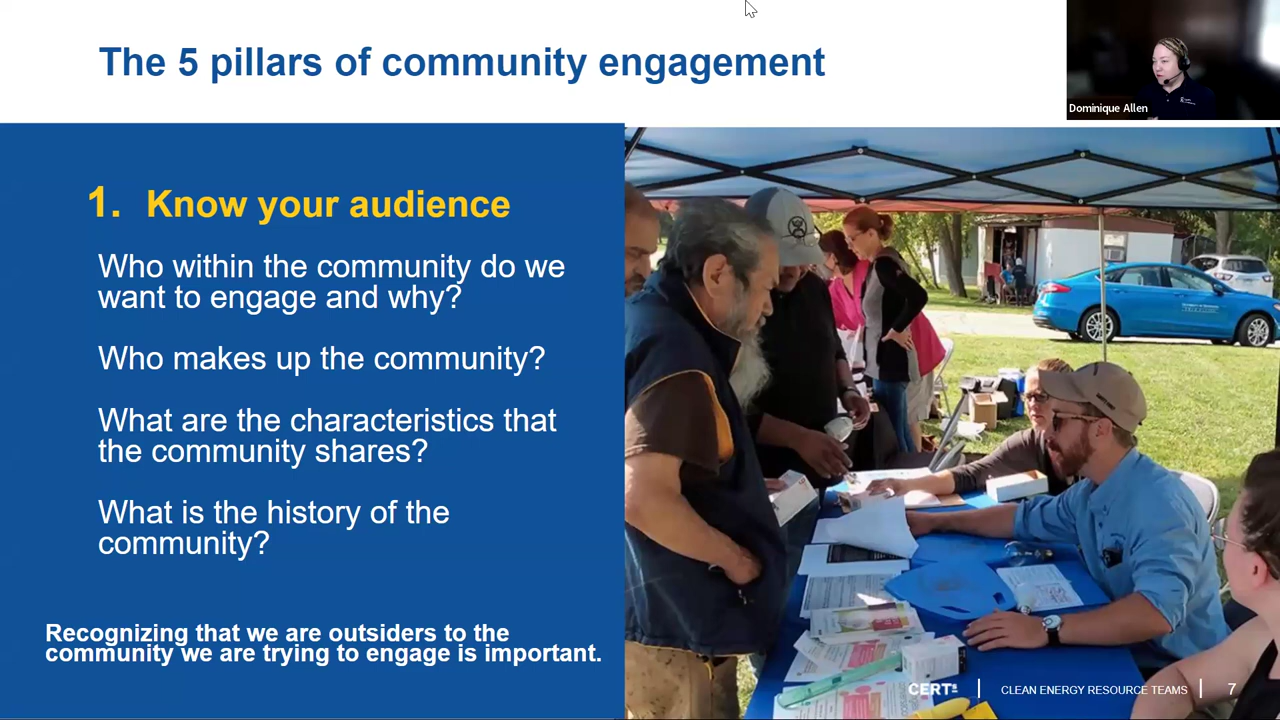 The 5 pillars of community engagement
Dominique Allen
1. Know your audience
Who within the community do we
want to engage and why?
Who makes up the community?
What are the characteristics that
the community shares?
What is the history of the
community?
Recognizing that we are outsiders to the
community we are trying to engage is important.
CERTs | CLEAN ENERGY RESOURCE TEAMS | 7